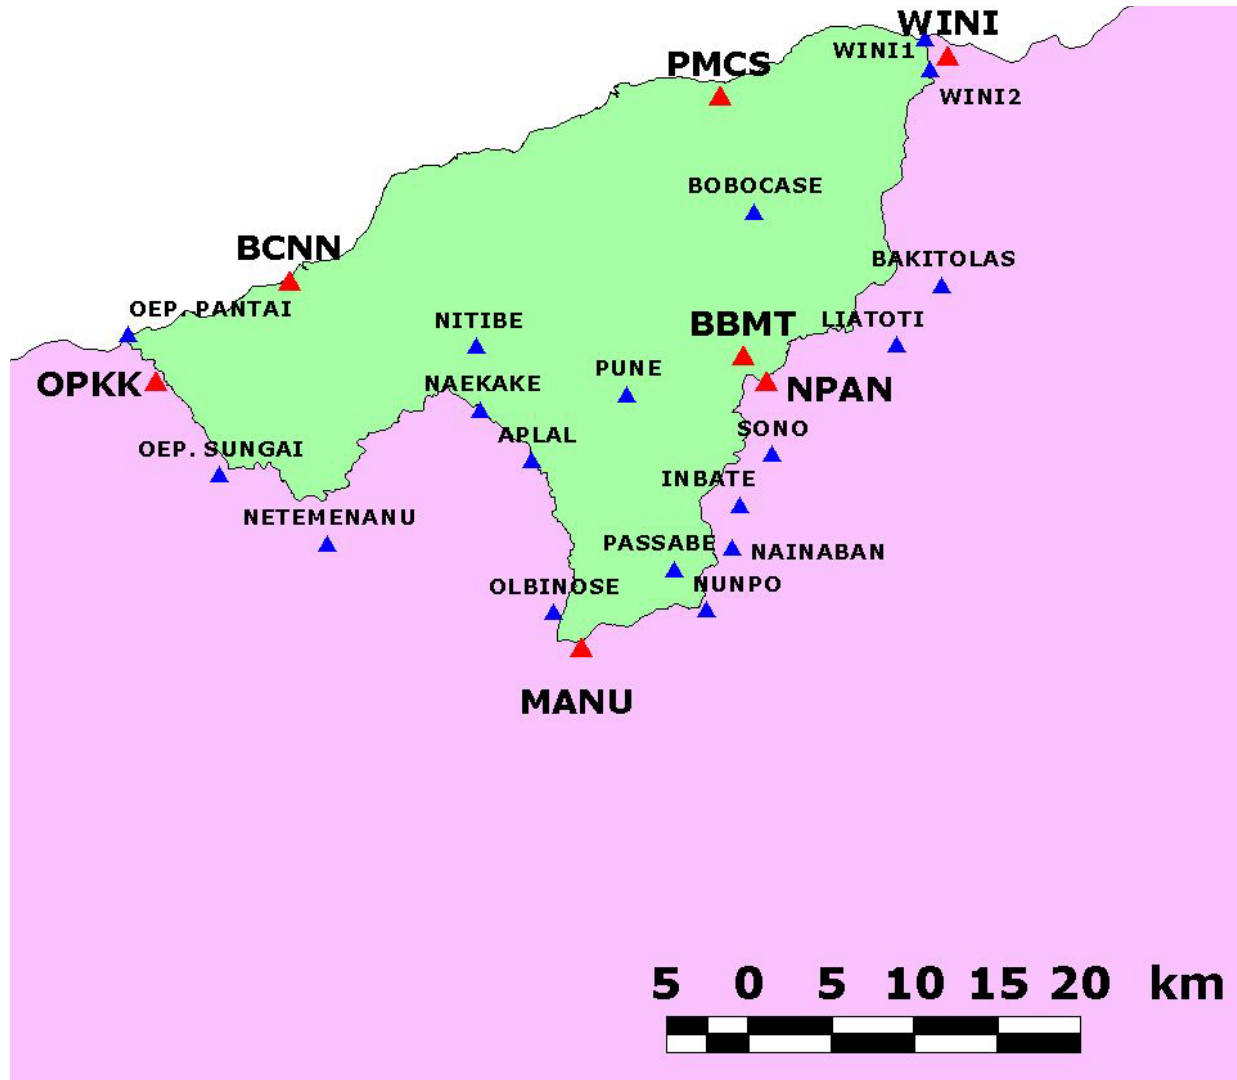 WINI
WINI1
PMCS
WINI2
BOBOCASE
BCNN
BAKITOLAS
OEP. PANTAI
NITIBE
BBMT
LIATOTI
PUNE
OPKK
NAEKAKE
NPAN
APLAL
SONO
OEP. SUNGAI
INBATE
NETEMENANU
PASSABE
NAINABAN
OLBINOSE
NUNPO
MANU
5 0 5 10 15 20 km